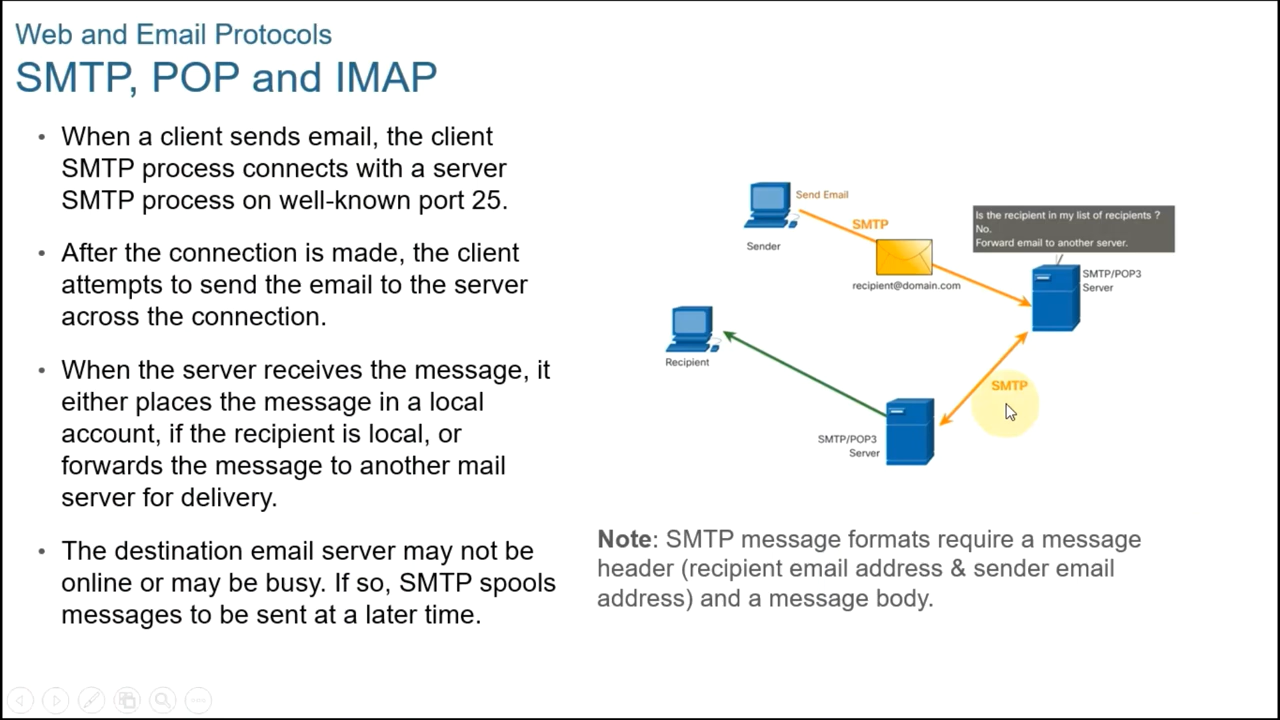 Web and Email Protocols
SMTP, POP and IMAP
• When a client sends email, the client
SMTP process connects with a server
SMTP process on well-known port 25.
• After the connection is made, the client
attempts to send the email to the server
across the connection.
• When the server receives the message, it
either places the message in a local
account, if the recipient is local, or
forwards the message to another mail
server for delivery.
• The destination email server may not be
online or may be busy. If so, SMTP spools
messages to be sent at a later time.
Send Email
SMTP
Sender
recipient@domain.com
Is the recipient in my list of recipients ?
No.
Forward email to another server.
SMTP/POP3
Server
Recipient
SMTP
SMTP/POP3
Server
Note: SMTP message formats require a message
header (recipient email address & sender email
address) and a message body.